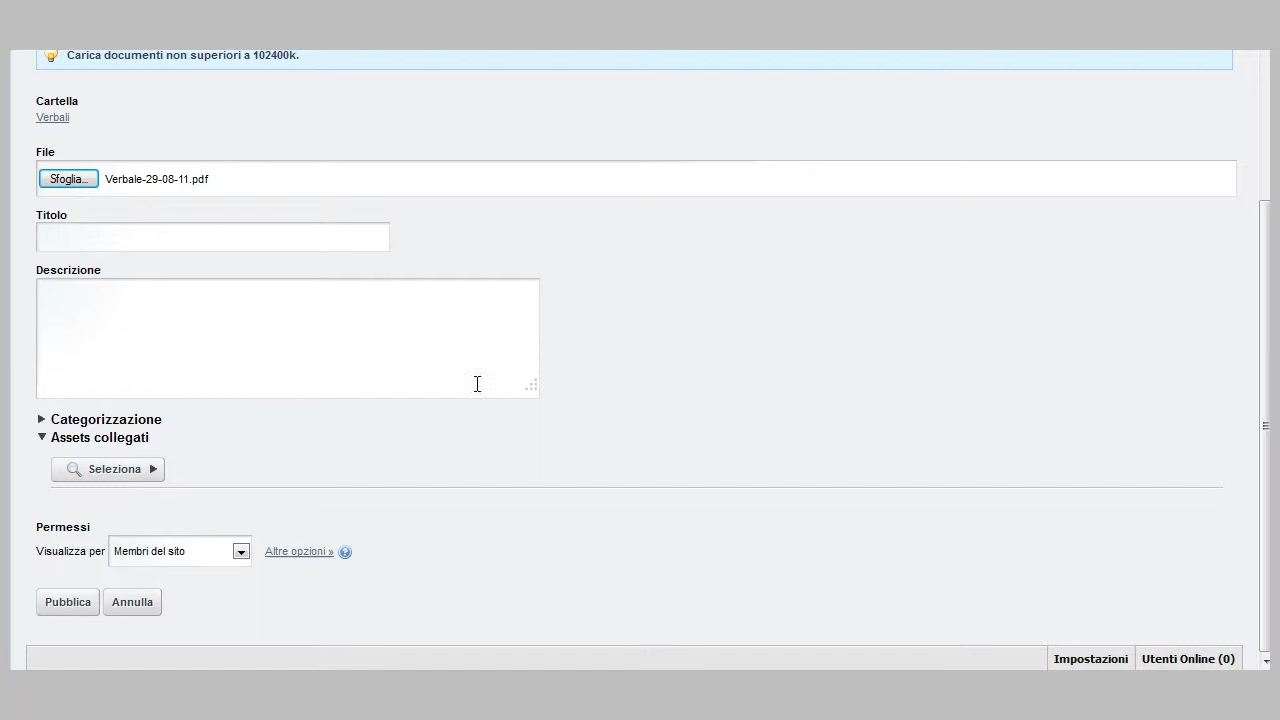 Carica documenti non superiori a 102400k.
Cartella
Verbali
File
Sfoglia... Verbale-29-08-11.pdf
Titolo
Descrizione
Categorizzazione
Assets collegati
Seleziona
Permessi
Visualizza per Membri del sito Altre opzioni »
Pubblica Annulla
Impostazioni Utenti Online (0)